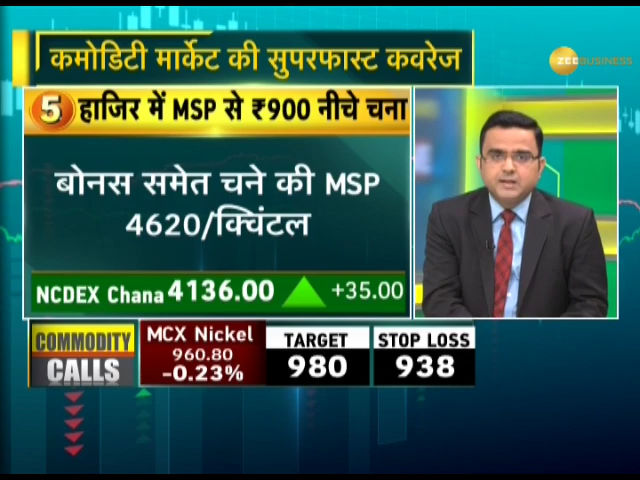 कमोडिटी मार्केट की सुपरफास्ट कवरेज
ZEE BUSINESS
5 हाजिर में MSP से ₹900 नीचे चना
बोनस समेत चने की MSP
4620/क्विंटल
NCDEX Chana 4136.00 +35.00
COMMODITY
CALLS
MCX Nickel
960.80
-0.23%
TARGET
980
STOP LOSS
938